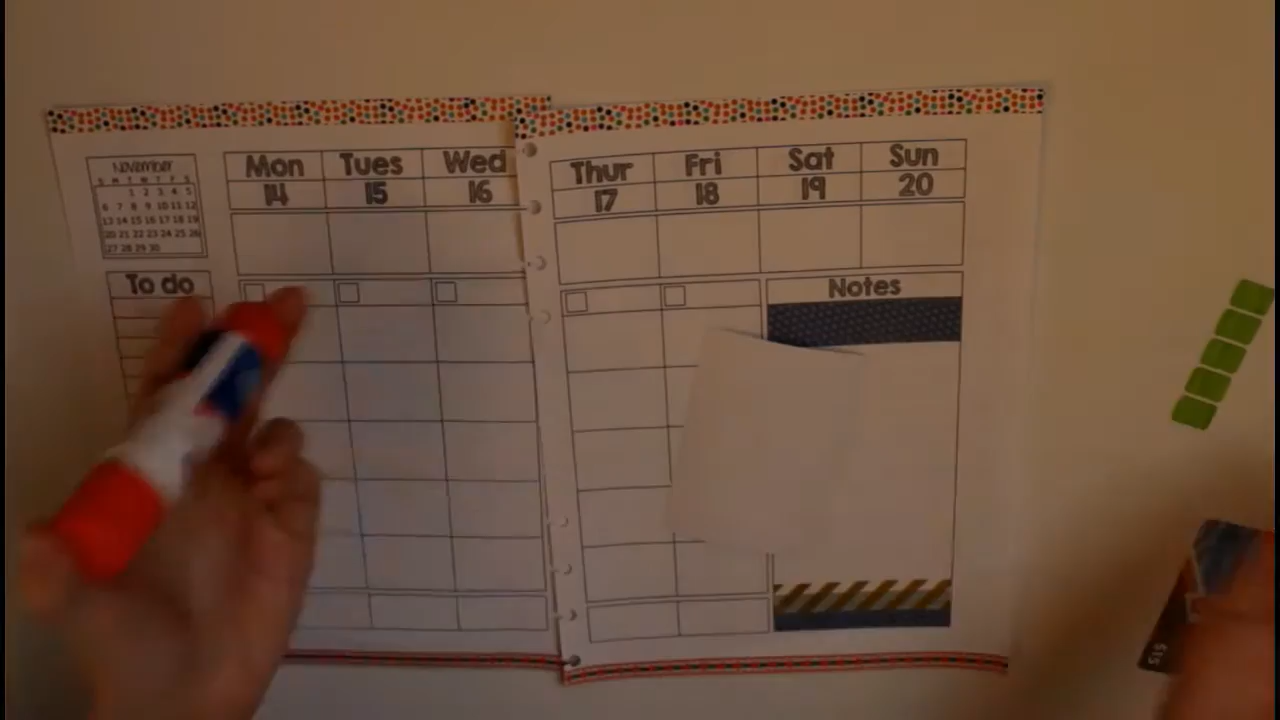 November
S M T W T F S
1 2 3 4 5
6 7 8 9 10 11 12
13 14 15 16 17 18 19
20 21 22 23 24 25 26
27 28 29 30
Mon Tues Wed Thur Fri Sat Sun
14 15 16 17 18 19 20
To do
Notes